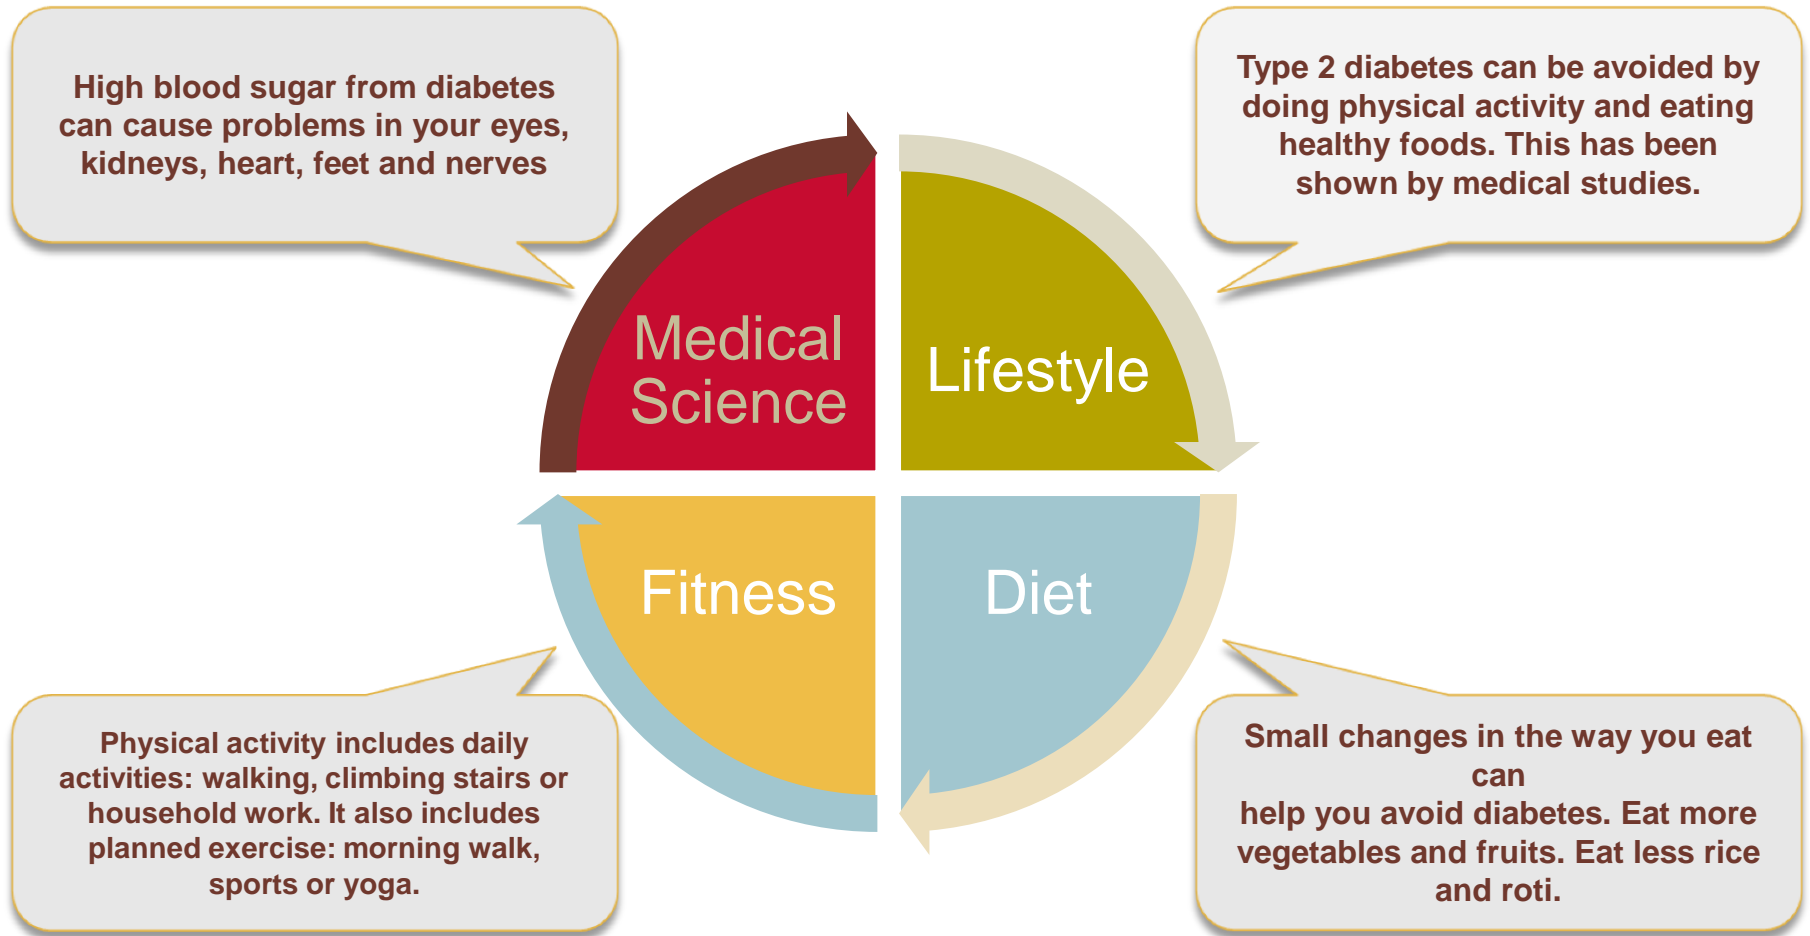 High blood sugar from diabetes
can cause problems in your eyes,
kidneys, heart, feet and nerves
Type 2 diabetes can be avoided by
doing physical activity and eating
healthy foods. This has been
shown by medical studies.
Medical
Science
Lifestyle
Fitness
Diet
Physical activity includes daily
activities: walking, climbing stairs or
household work. It also includes
planned exercise: morning walk,
sports or yoga.
Small changes in the way you eat
can
help you avoid diabetes. Eat more
vegetables and fruits. Eat less rice
and roti.